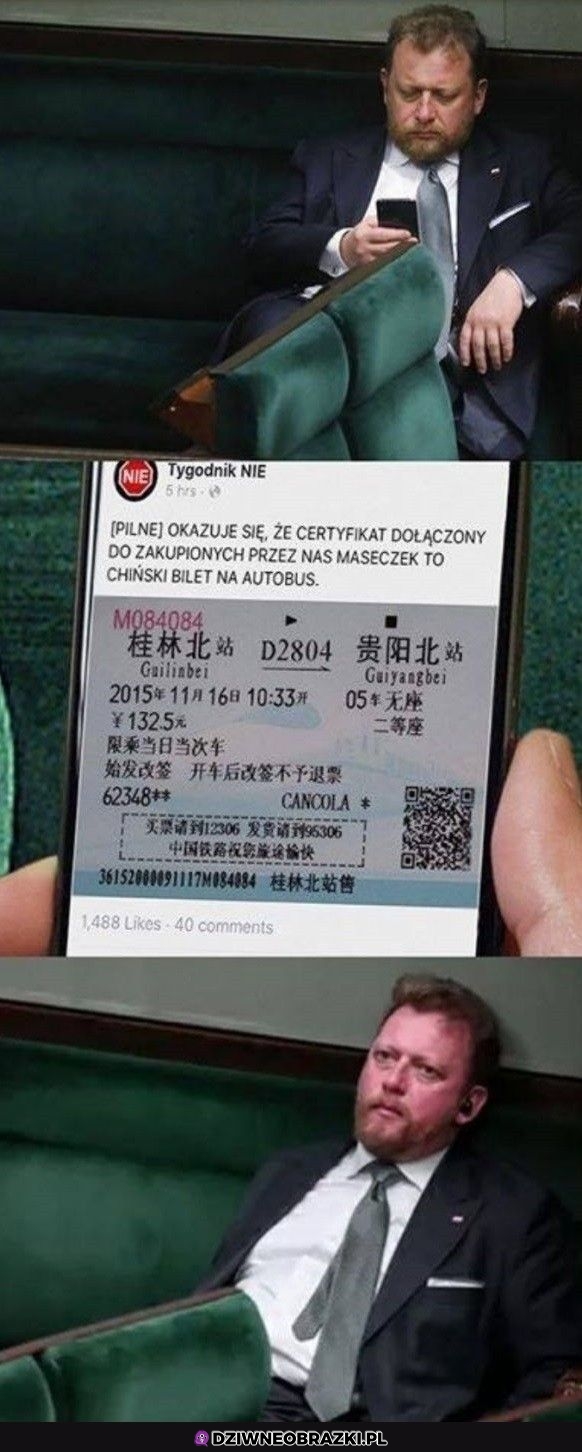 NIE
Tygodnik NIE
5 hrs ·
[PILNE] OKAZUJE SIĘ, ŻE CERTYFIKAT DOŁĄCZONY
DO ZAKUPIONYCH PRZEZ NAS MASECZEK TO
CHIŃSKI BILET NA AUTOBUS.
M084084
桂林北站 D2804 贵阳北站
Guilinbei Guiyangbei
2015年11月16日10:33开 05车无座
￥132.5元 二等座
限乘当日当次车
始发改签 开车后改签不予退票
62348** CANCOLA *
买票请到12306 发货请到95306
中国铁路祝您旅途愉快
36152000091117M084084 桂林北站售
1,488 Likes · 40 comments
DZIWNEOBRAZKI.PL